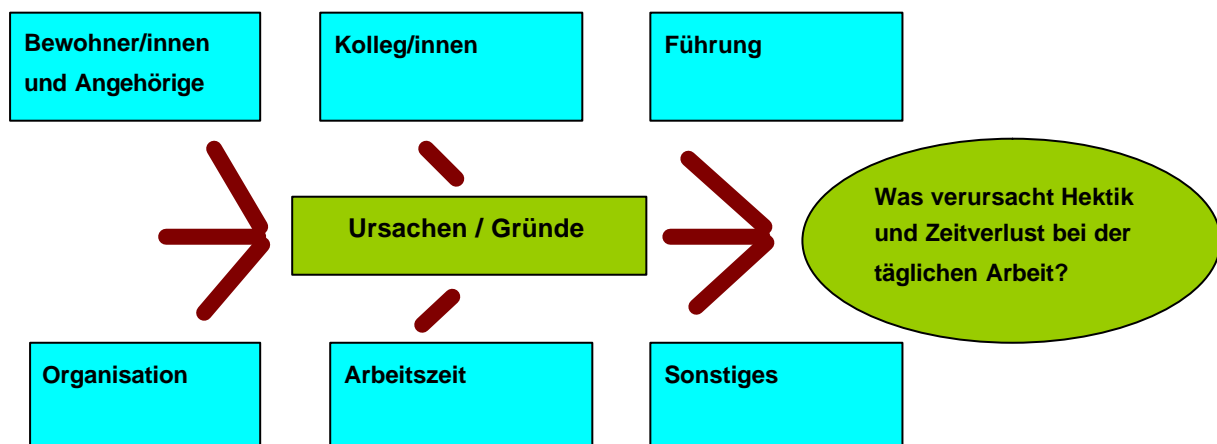 Bewohner/innen
und Angehörige
Kolleg/innen
Führung
Ursachen / Gründe
Was verursacht Hektik
und Zeitverlust bei der
täglichen Arbeit?
Organisation
Arbeitszeit
Sonstiges